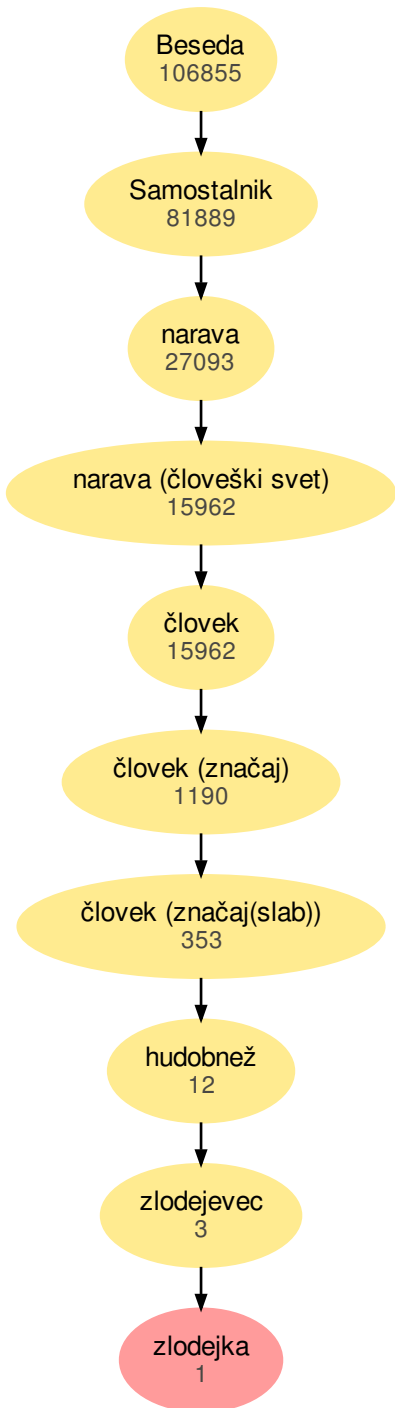 Beseda
106855
Samostalnik
81889
narava
27093
narava (človeški svet)
15962
človek
15962
človek (značaj)
1190
človek (značaj(slab))
353
hudobnež
12
zlodejevec
3
zlodejka
1